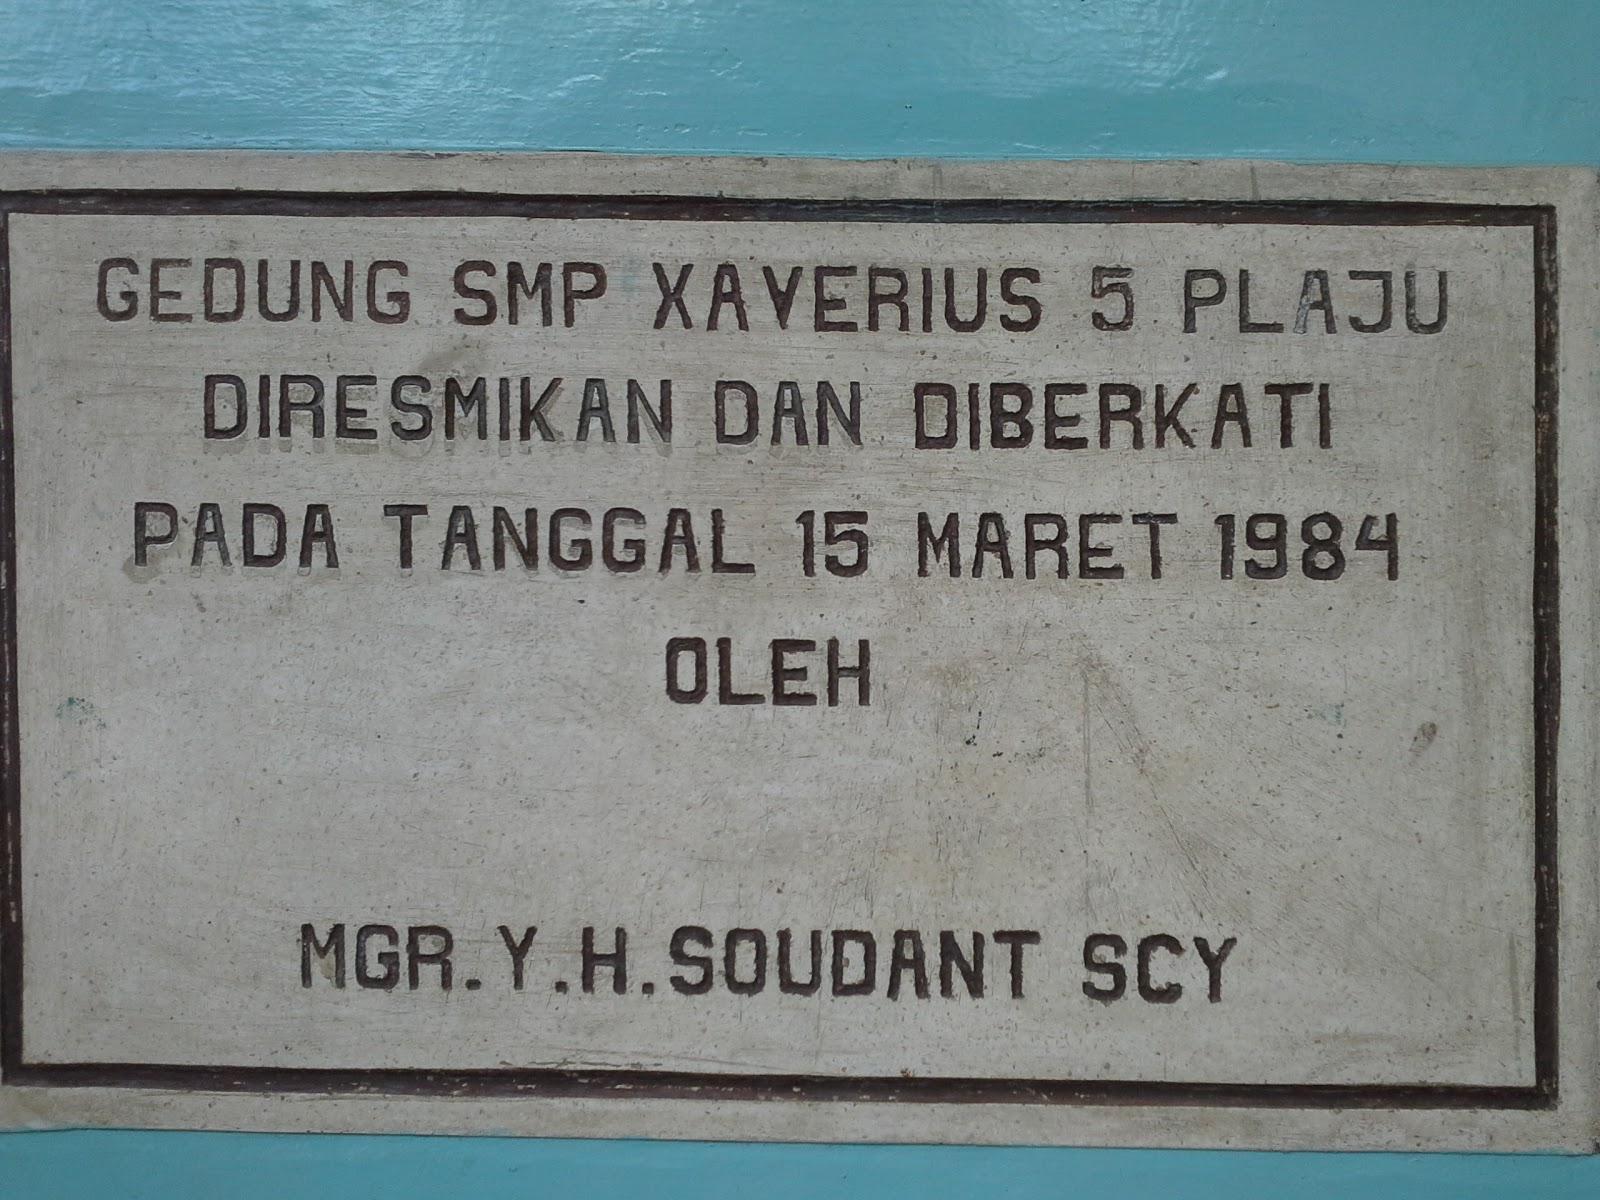 GEDUNG SMP XAVERIUS 5 PLAJU
DIRESMIKAN DAN DIBERKATI
PADA TANGGAL 15 MARET 1984
OLEH
MGR. Y. H. SOUDANT SCY